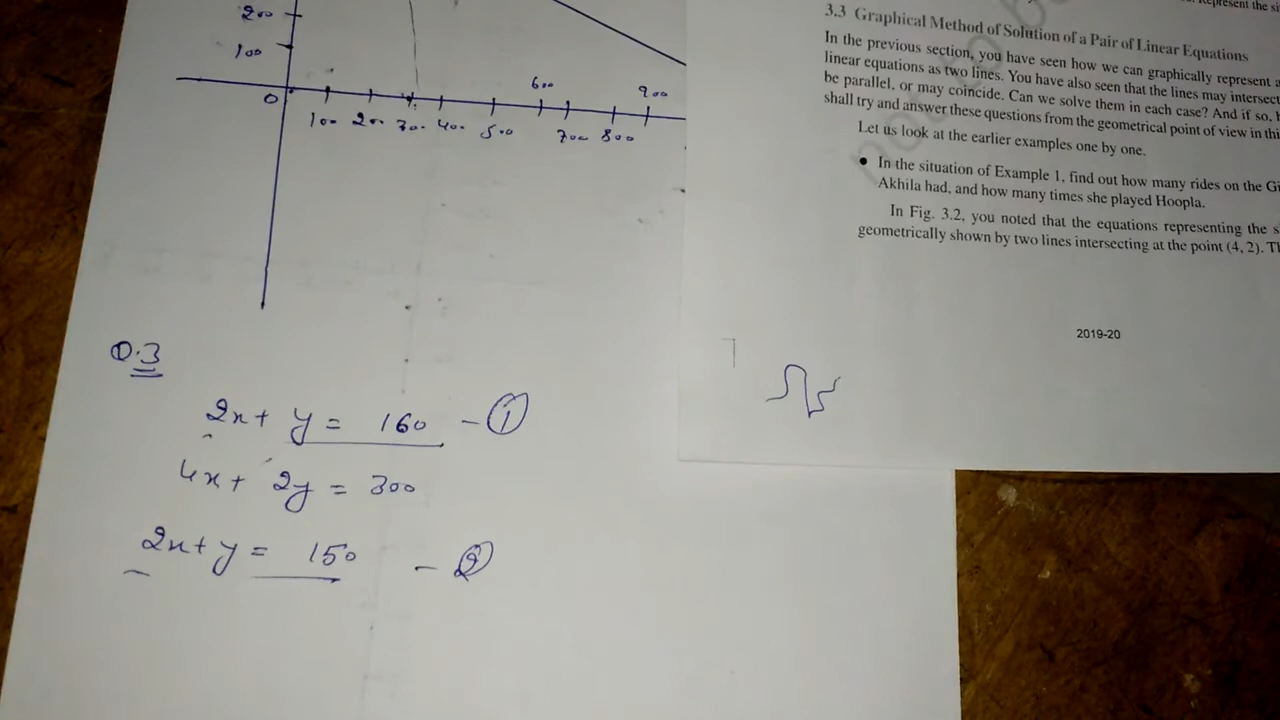 200
100
0
100 200 300 400 500 600 700 800 900
Q.3
2x + y = 160 - ①
4x + 2y = 300
2x + y = 150 - ②
3.3 Graphical Method of Solution of a Pair of Linear Equations
In the previous section, you have seen how we can graphically represent
linear equations as two lines. You have also seen that the lines may intersect
be parallel, or may coincide. Can we solve them in each case? And if so,
shall try and answer these questions from the geometrical point of view in
Let us look at the earlier examples one by one.
• In the situation of Example 1, find out how many rides on the
Akhila had, and how many times she played Hoopla.
In Fig. 3.2, you noted that the equations representing the
geometrically shown by two lines intersecting at the point (4, 2).
2019-20